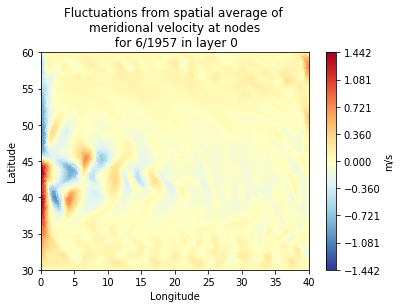 Fluctuations from spatial average of
meridional velocity at nodes
for 6/1957 in layer 0
60
55
50
45
40
35
30
Latitude
0 5 10 15 20 25 30 35 40
Longitude
1.442
1.081
0.721
0.360
0.000
−0.360
−0.721
−1.081
−1.442
m/s